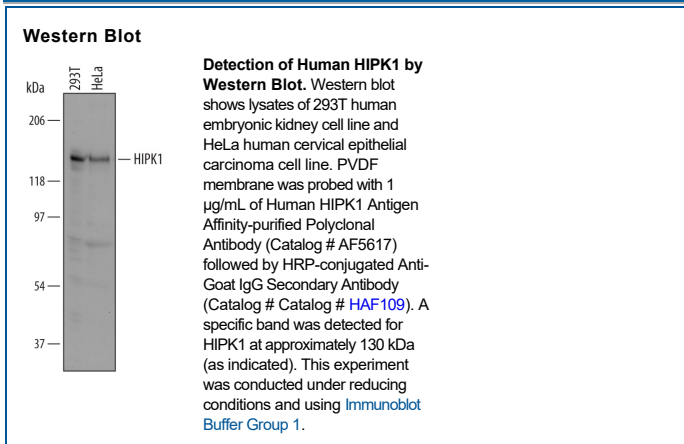 Western Blot
kDa
293T
HeLa
206
HIPK1
118
97
54
37
Detection of Human HIPK1 by
Western Blot. Western blot
shows lysates of 293T human
embryonic kidney cell line and
HeLa human cervical epithelial
carcinoma cell line. PVDF
membrane was probed with 1
µg/mL of Human HIPK1 Antigen
Affinity-purified Polyclonal
Antibody (Catalog # AF5617)
followed by HRP-conjugated Anti-
Goat IgG Secondary Antibody
(Catalog # Catalog # HAF109). A
specific band was detected for
HIPK1 at approximately 130 kDa
(as indicated). This experiment
was conducted under reducing
conditions and using Immunoblot
Buffer Group 1.